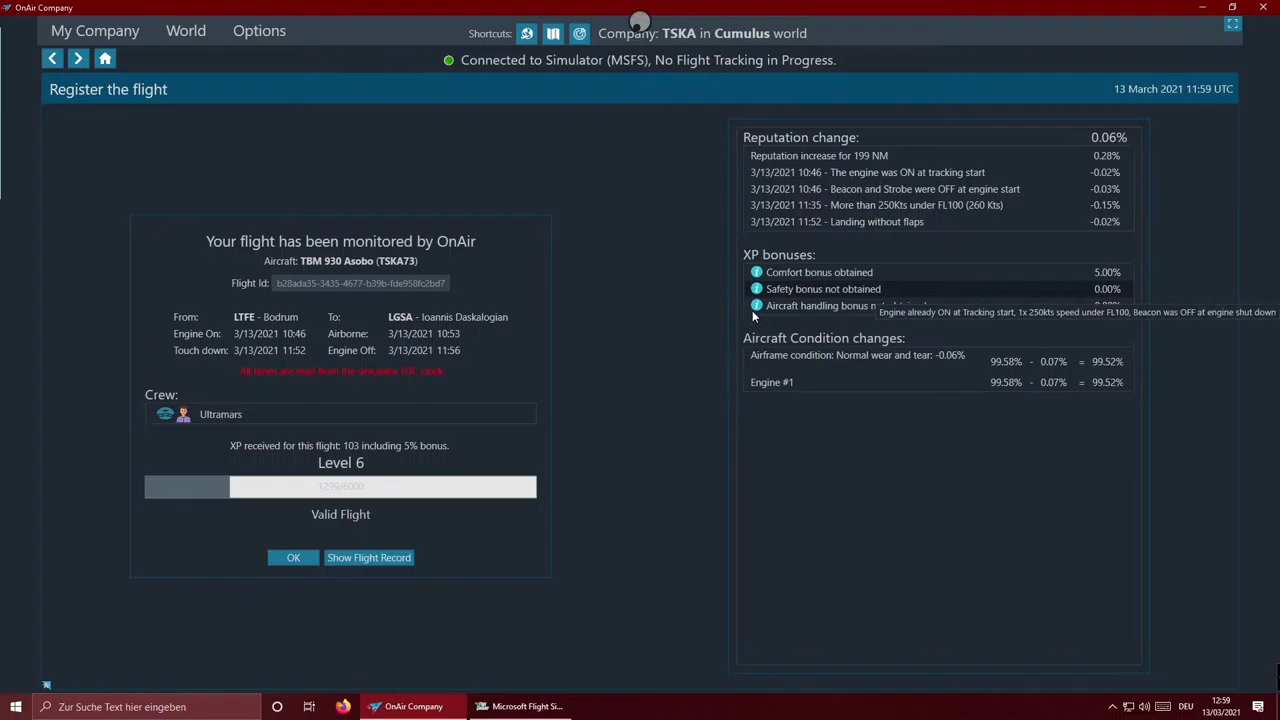 OnAir Company
My Company World Options Shortcuts: Company: TSKA in Cumulus world
Connected to Simulator (MSFS), No Flight Tracking in Progress.
Register the flight 13 March 2021 11:59 UTC
Your flight has been monitored by OnAir
Aircraft: TBM 930 Asobo (TSKA73)
Flight Id: b28ada35-3435-4677-b39b-fde958fc2bd7
From: LTFE - Bodrum To: LGSA - Ioannis Daskalogian
Engine On: 3/13/2021 10:46 Airborne: 3/13/2021 10:53
Touch down: 3/13/2021 11:52 Engine Off: 3/13/2021 11:56
All times are read from the simulator UTC clock
Crew:
Ultramars
XP received for this flight: 103 including 5% bonus.
Level 6
1299/6000
Valid Flight
OK Show Flight Record
Reputation change: 0.06%
Reputation increase for 199 NM 0.28%
3/13/2021 10:46 - The engine was ON at tracking start -0.02%
3/13/2021 10:46 - Beacon and Strobe were OFF at engine start -0.03%
3/13/2021 11:35 - More than 250Kts under FL100 (260 Kts) -0.15%
3/13/2021 11:52 - Landing without flaps -0.02%
XP bonuses:
Comfort bonus obtained 5.00%
Safety bonus not obtained 0.00%
Aircraft handling bonus
Engine already ON at Tracking start, 1x 250kts speed under FL100, Beacon was OFF at engine shut down
Aircraft Condition changes:
Airframe condition: Normal wear and tear: -0.06% 99.58% - 0.07% = 99.52%
Engine #1 99.58% - 0.07% = 99.52%
Zur Suche Text hier eingeben OnAir Company Microsoft Flight Si... DEU 12:59
13/03/2021